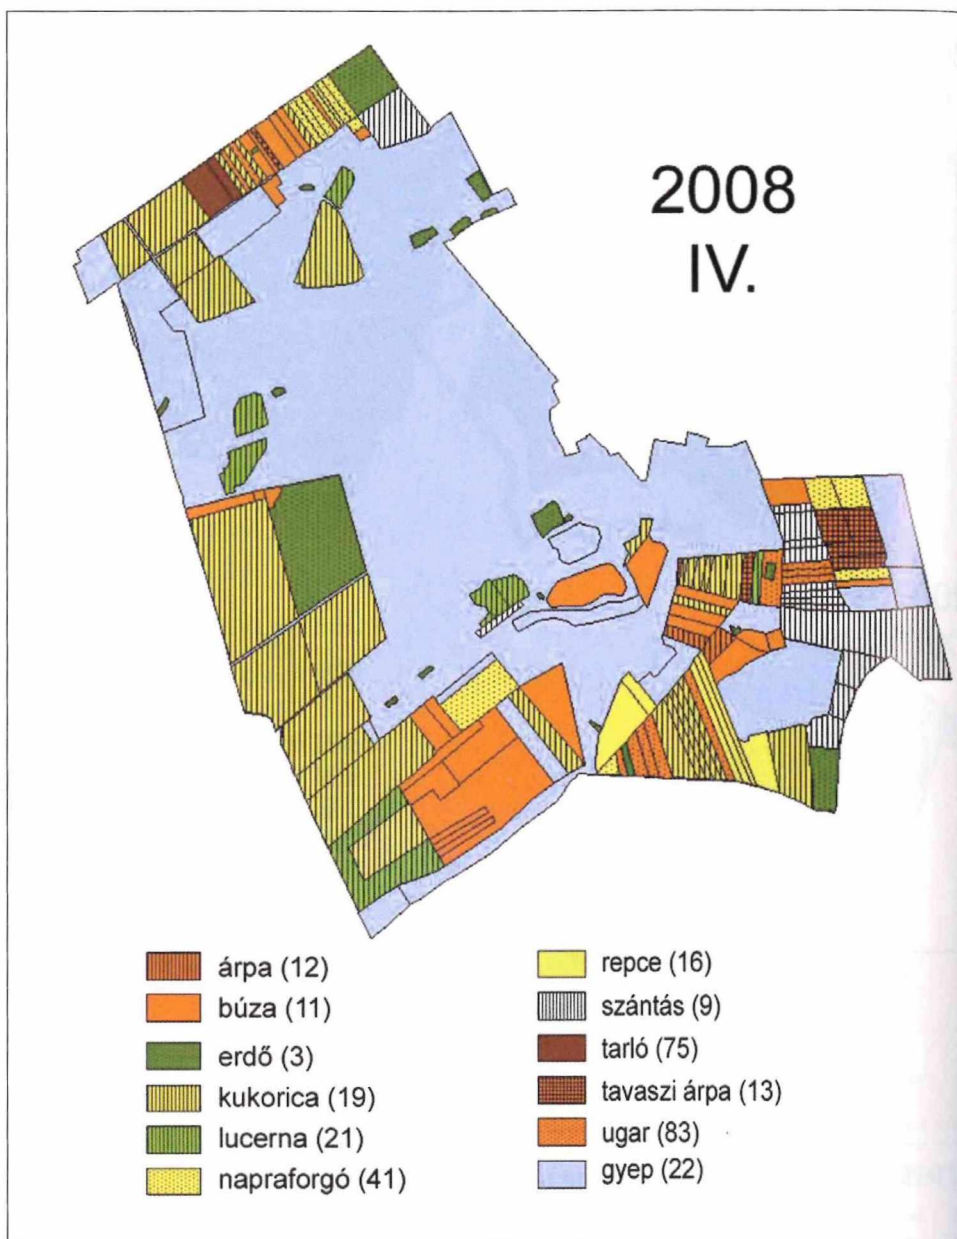 2008
IV.
árpa (12)
búza (11)
erdő (3)
kukorica (19)
lucerna (21)
napraforgó (41)
repce (16)
szántás (9)
tarló (75)
tavaszi árpa (13)
ugar (83)
gyep (22)